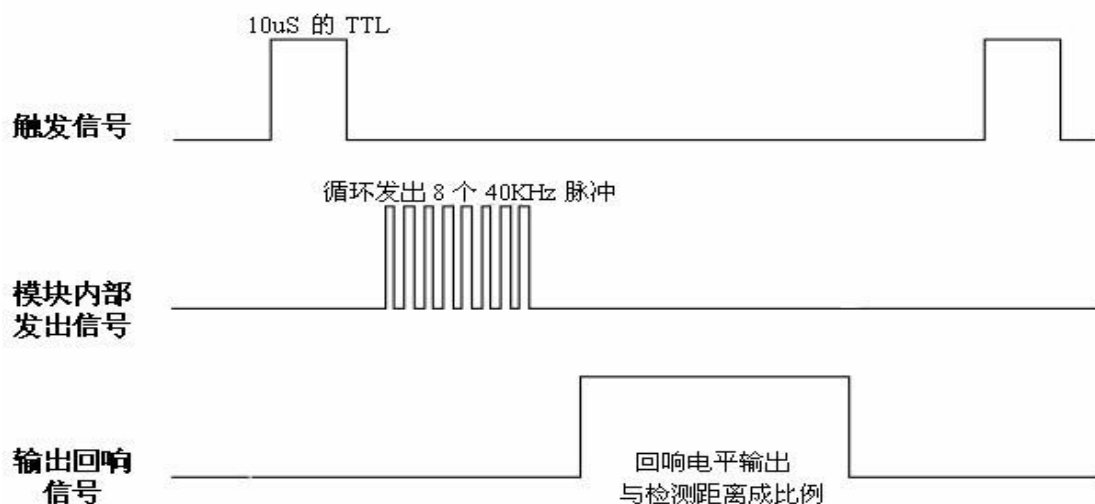 10uS 的 TTL
触发信号
循环发出 8 个 40KHz 脉冲
模块内部
发出信号
输出回响
信号
回响电平输出
与检测距离成比例